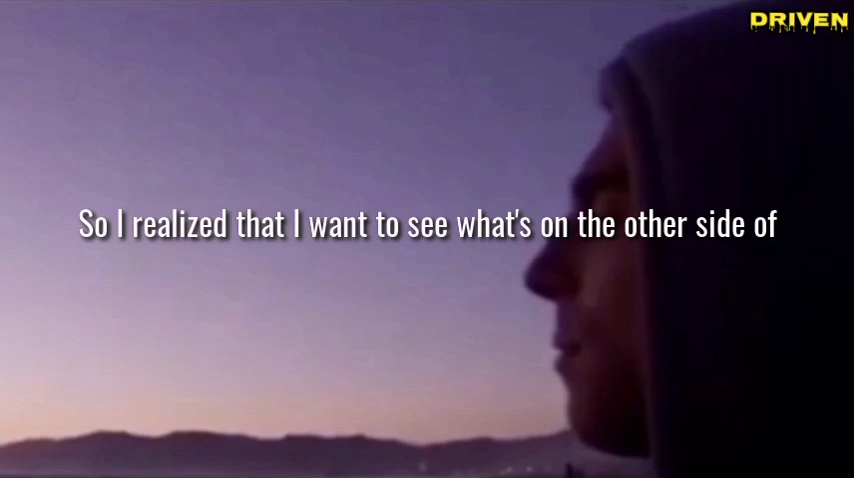 DRIVEN
So I realized that I want to see what's on the other side of